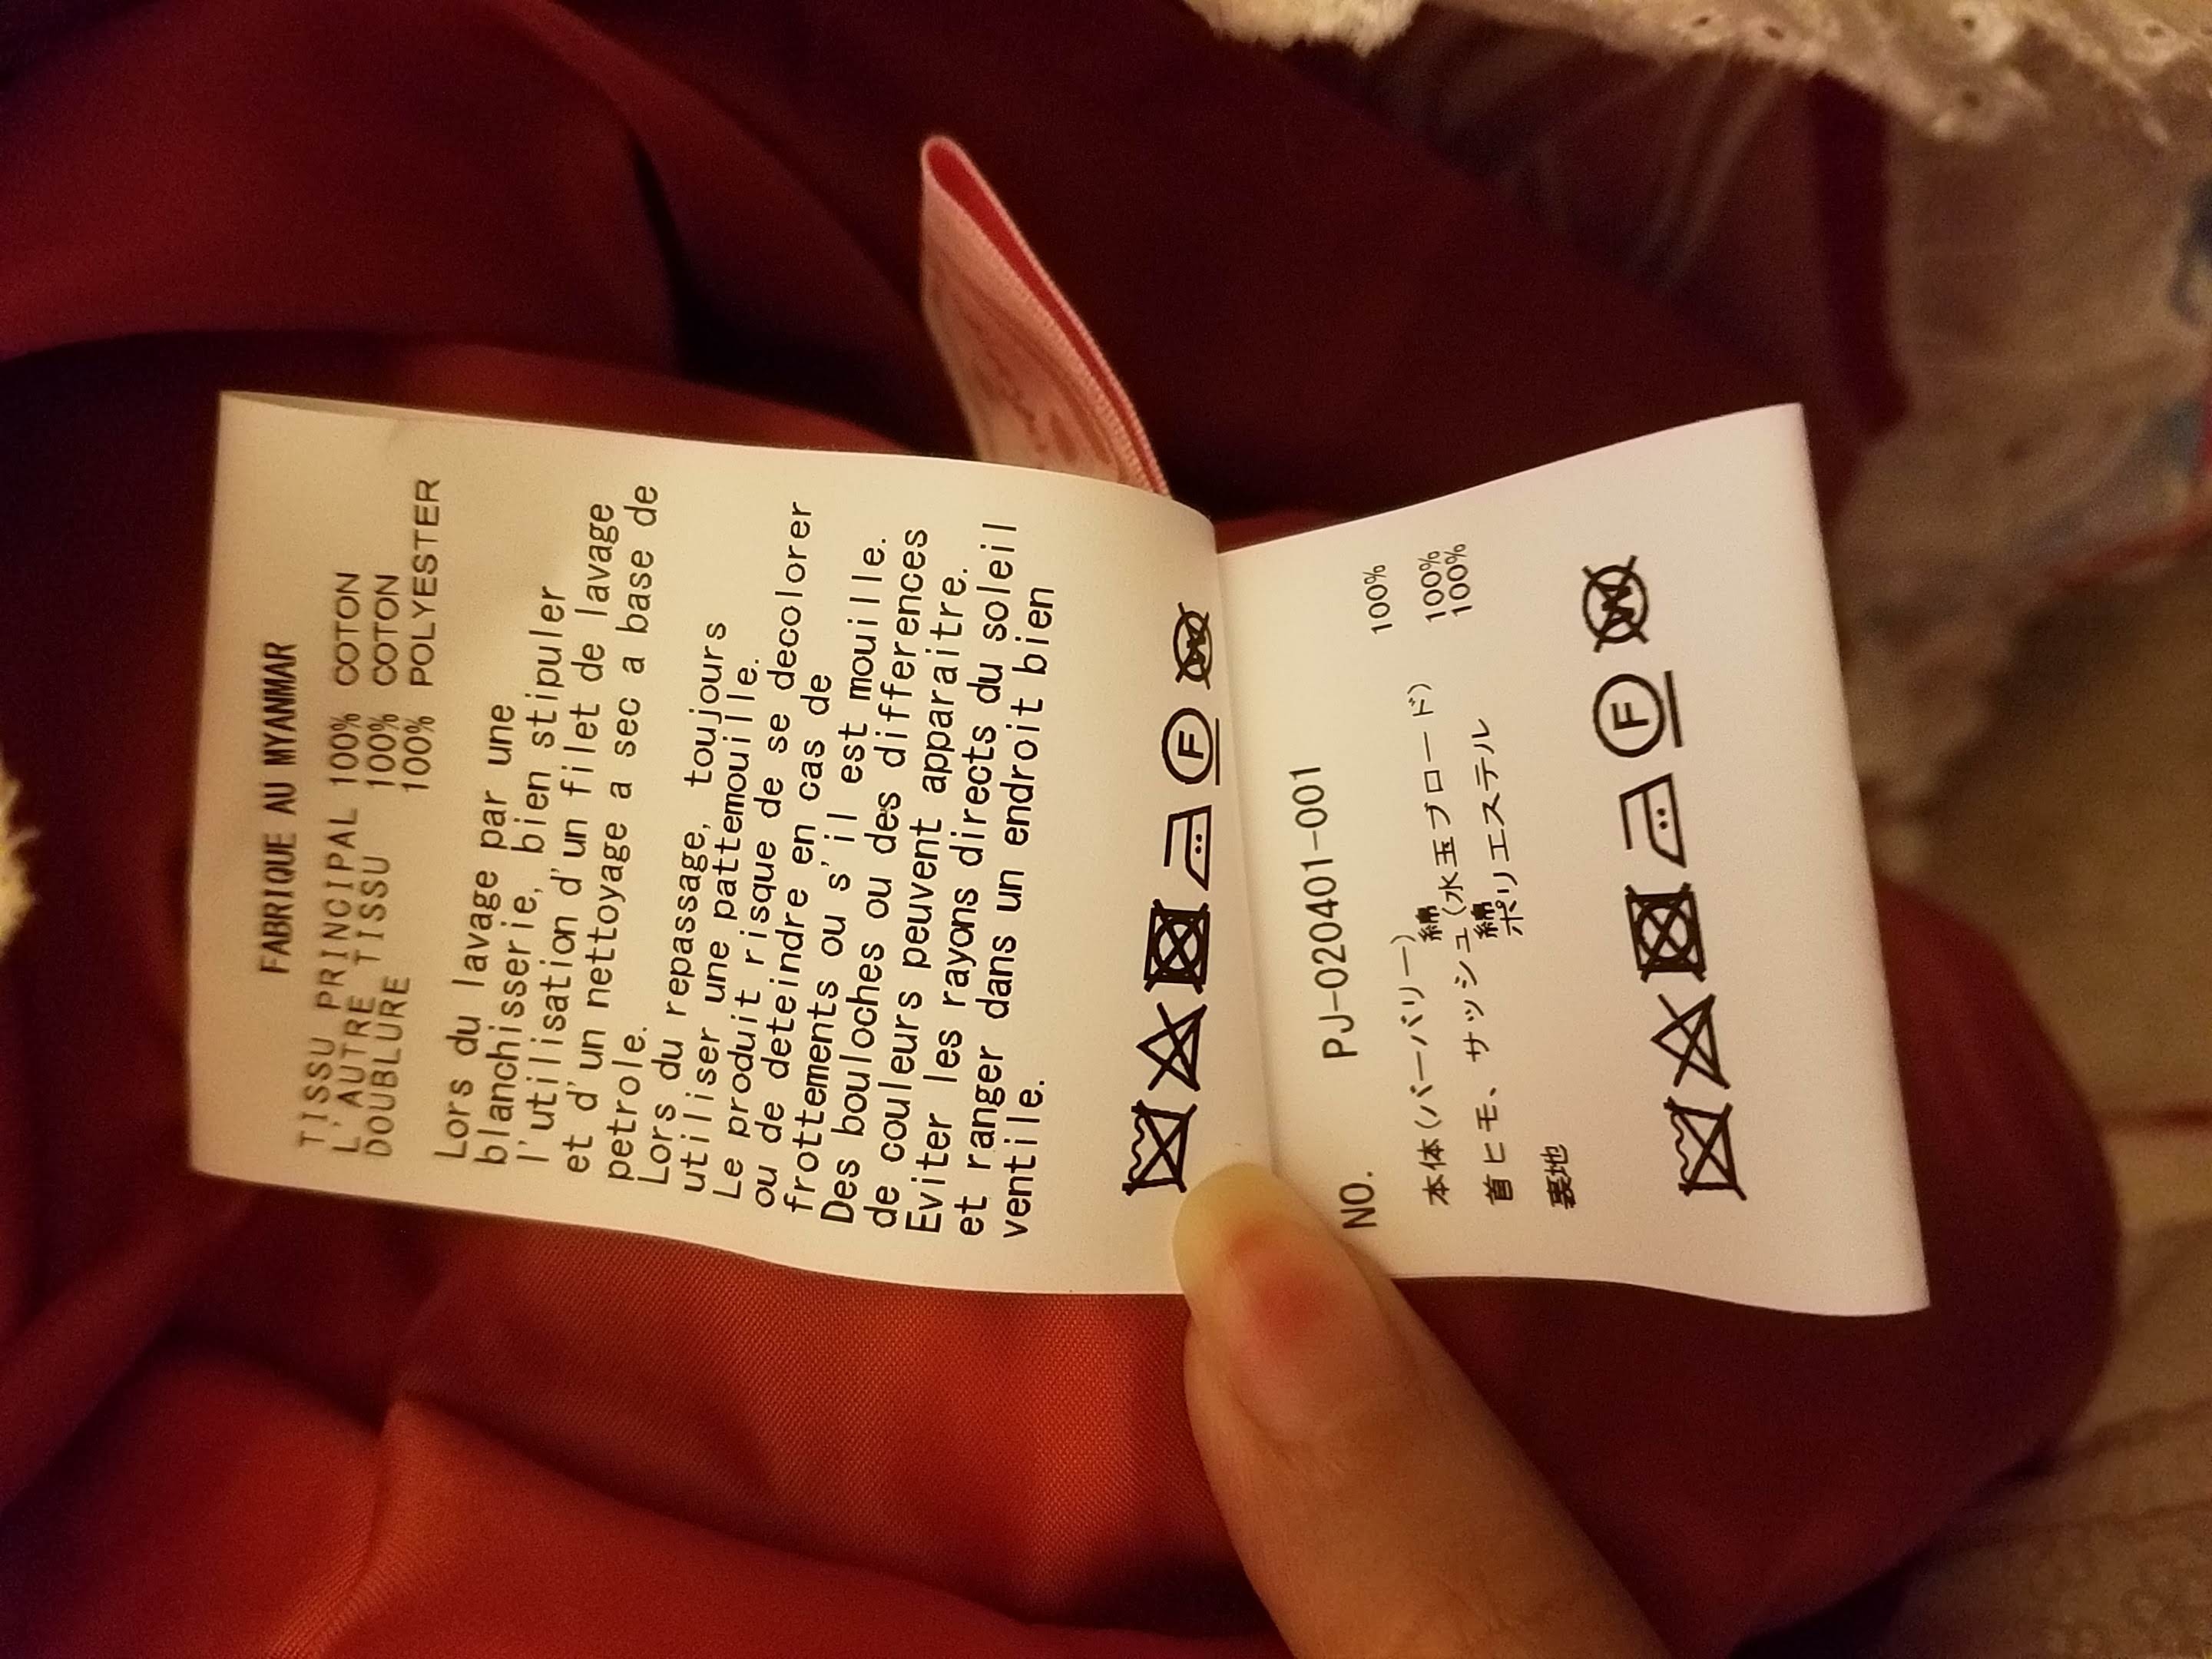 FABRIQUE AU MYANMAR
TISSU PRINCIPAL 100% COTON
L'AUTRE TISSU 100% COTON
DOUBLURE 100% POLYESTER
Lors du lavage par une
blanchisserie, bien stipuler
l'utilisation d'un filet de lavage
et d'un nettoyage a sec a base de
petrole.
Lors du repassage, toujours
utiliser une pattemouille.
Le produit risque de se decolorer
ou de deteindre en cas de
frottements ou s'il est mouille.
Des bouloches ou des differences
de couleurs peuvent apparaitre.
Eviter les rayons directs du soleil
et ranger dans un endroit bien
ventile.
F W
NO. PJ-020401-001
本体(バーバリー)
綿 100%
首ヒモ、サッシュ(水玉ブロード)
綿 100%
裏地 ポリエステル 100%
F W